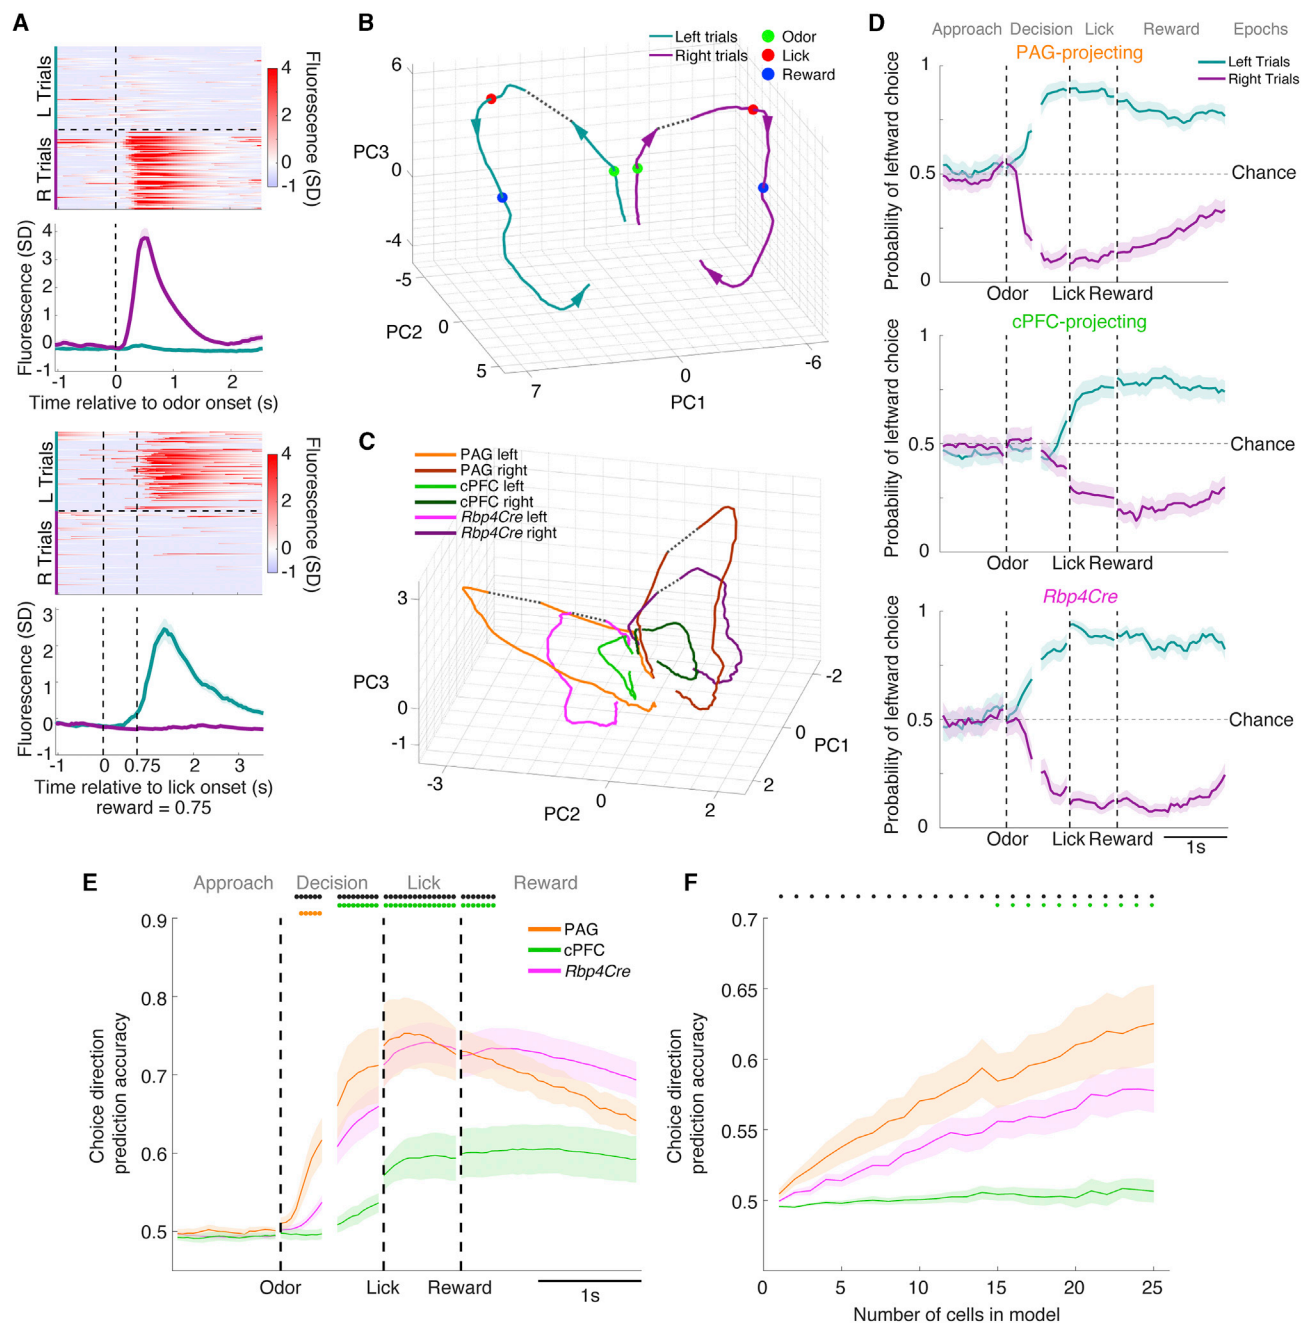 A
L Trials
R Trials
Fluorescence (SD)
4
2
0
-1
Fluorescence (SD)
4
3
2
1
0
-1
-1
0
1
2
Time relative to odor onset (s)
L Trials
R Trials
Fluorescence (SD)
4
2
0
-1
Fluorescence (SD)
3
2
1
0
-1
-1
0
0.75
2
3
Time relative to lick onset (s)
reward = 0.75
B
Left trials
Right trials
Odor
Lick
Reward
6
PC3
0
-4
-5
PC2
0
5
7
0
PC1
-6
C
PAG left
PAG right
cPFC left
cPFC right
Rbp4Cre left
Rbp4Cre right
3
PC3
0
-1
-3
PC2
0
2
2
0
PC1
-2
D
Approach Decision Lick Reward Epochs
PAG-projecting
Left Trials
Right Trials
Probability of leftward choice
1
0.5
0
Chance
Odor Lick Reward
cPFC-projecting
Probability of leftward choice
1
0.5
0
Chance
Odor Lick Reward
Rbp4Cre
Probability of leftward choice
1
0.5
0
Chance
Odor Lick Reward
1s
E
Approach Decision Lick Reward
PAG
cPFC
Rbp4Cre
Choice direction
prediction accuracy
0.9
0.8
0.7
0.6
0.5
Odor Lick Reward
1s
F
Choice direction
prediction accuracy
0.7
0.65
0.6
0.55
0.5
0 5 10 15 20 25
Number of cells in model